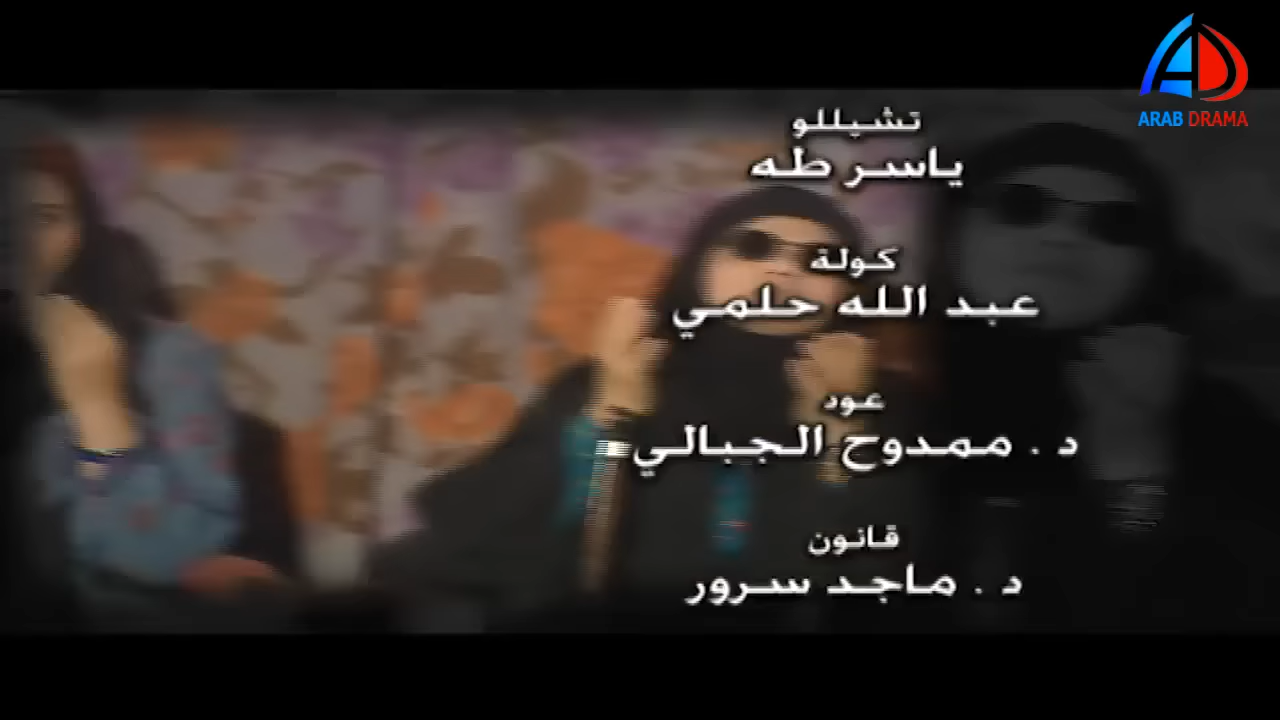 ARAB DRAMA
تشيللو
ياسر طه
كولة
عبد الله حلمي
عود
د . ممدوح الجبالي
قانون
د . ماجد سرور